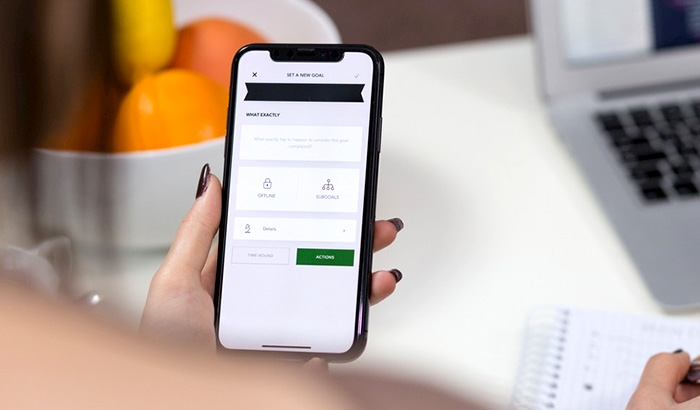 SET A NEW GOAL
WHAT EXACTLY
What exactly has to happen to consider this goal
completed?
OFFLINE
SUBGOALS
Details
TIME-BOUND
ACTIONS